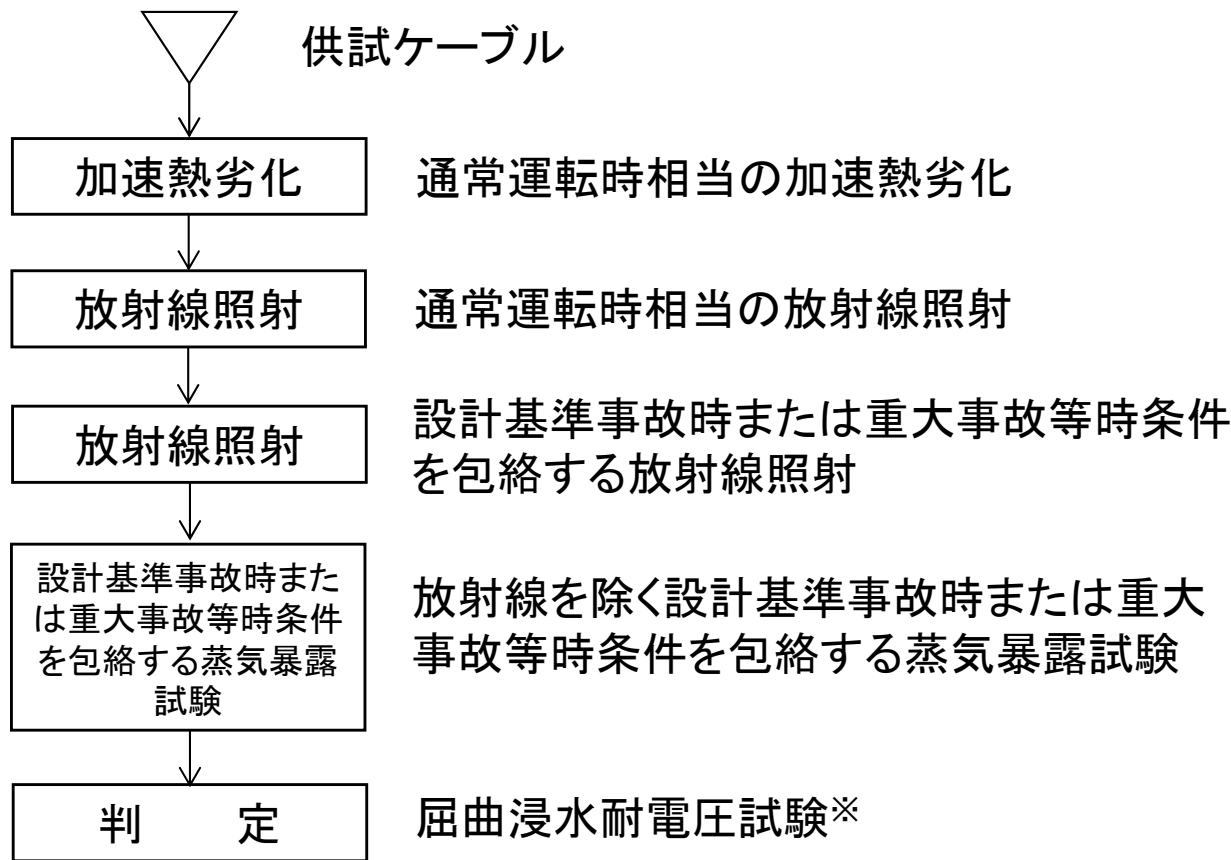 供試ケーブル
加速熱劣化
通常運転時相当の加速熱劣化
放射線照射
通常運転時相当の放射線照射
放射線照射
設計基準事故時または重大事故等時条件
を包絡する放射線照射
設計基準事故時また
は重大事故等時条件
を包絡する蒸気暴露
試験
放射線を除く設計基準事故時または重大
事故等時条件を包絡する蒸気暴露試験
判　　定
屈曲浸水耐電圧試験※